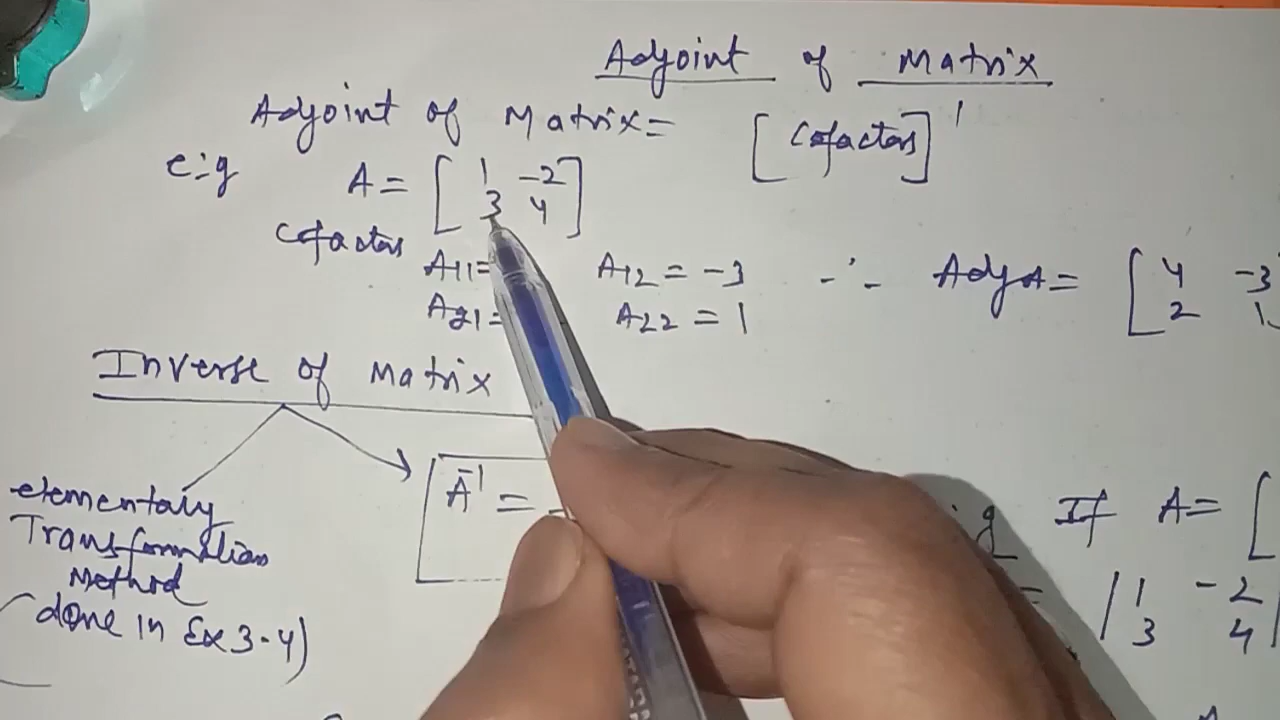 Adjoint of Matrix
Adjoint of Matrix = [Cofactors]'
e.g A = [ 1 -2
3 4 ]
Cofactors
A11 = A12 = -3 ∴ Adj A = [ 4 -3
A21 = A22 = 1 2 1
Inverse of matrix
elementary
Transformation
Method
(done in Ex 3.4)
A⁻¹ =
g If A = [
= | 1 -2
3 4 |